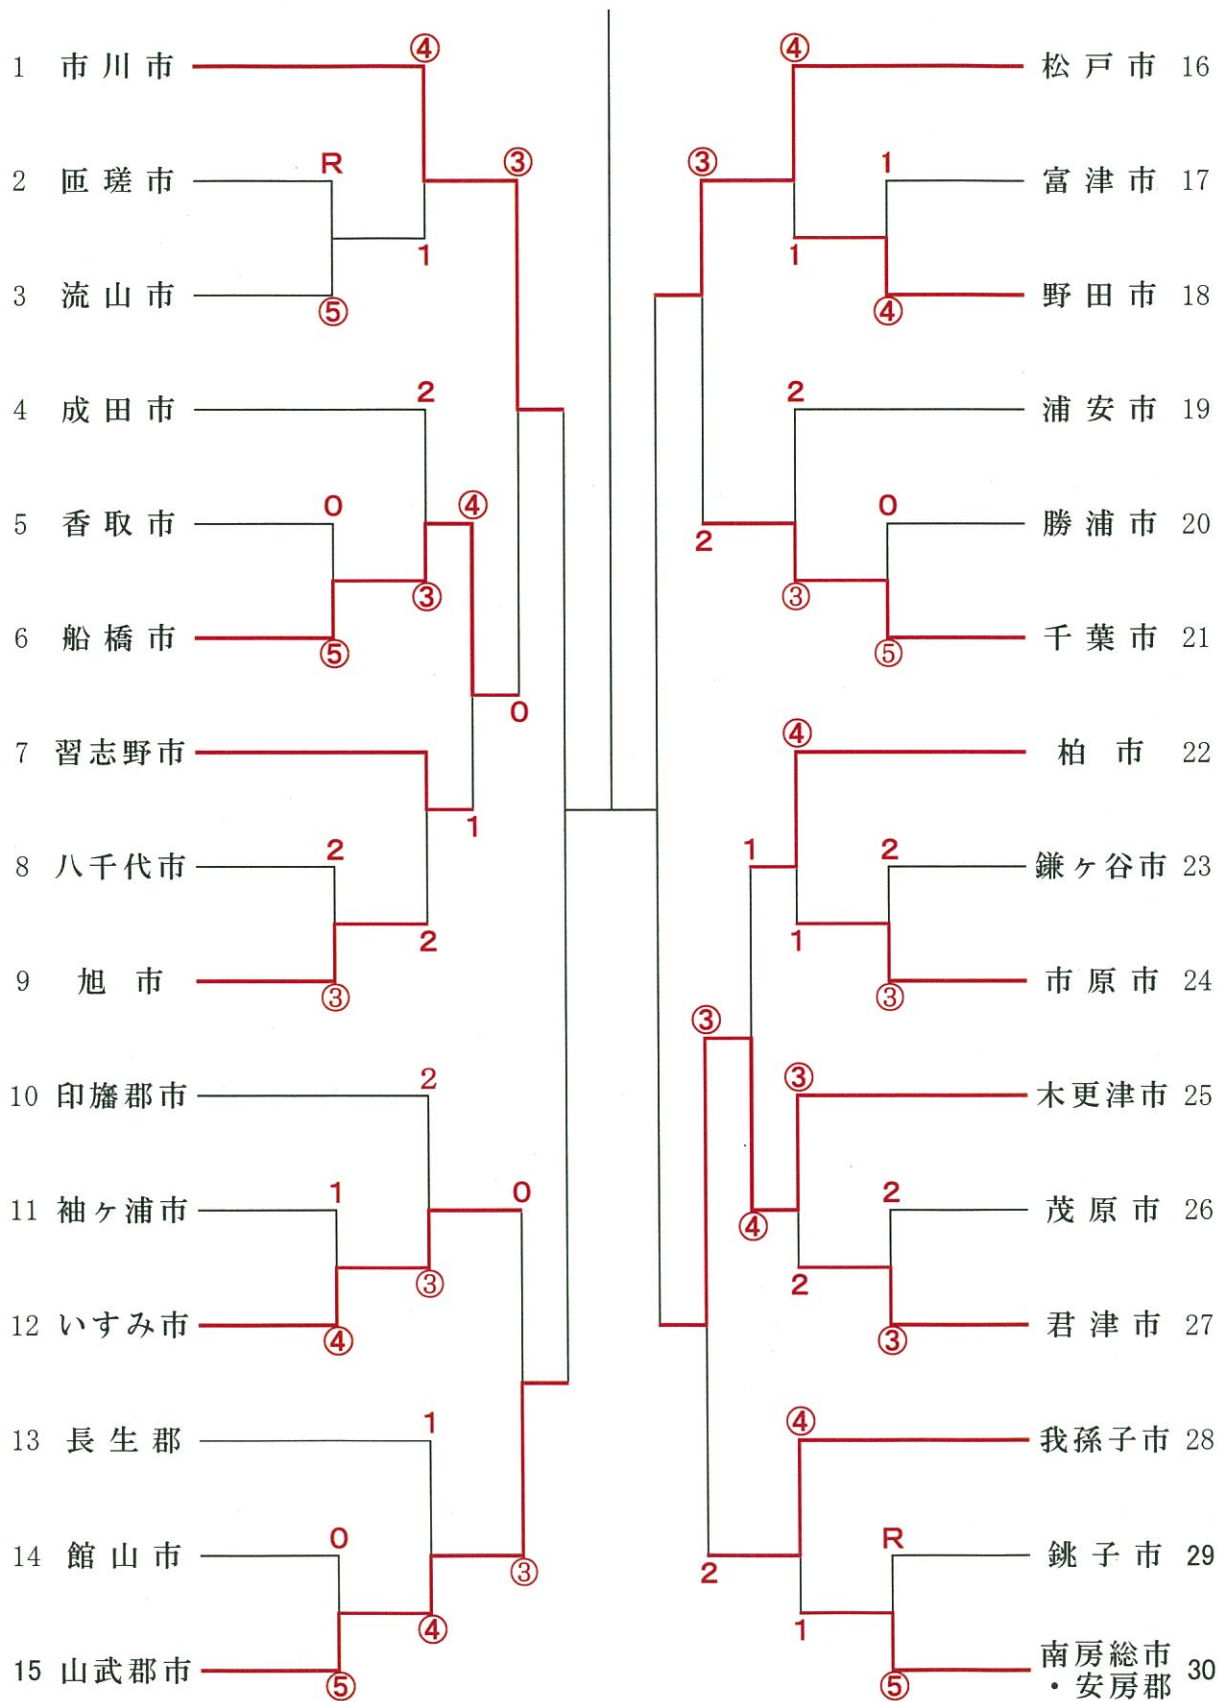 ④
1 市川市
R
2 匝瑳市
③
1
3 流山市
⑤
2
4 成田市
0
④
5 香取市
③
6 船橋市
⑤
0
7 習志野市
1
2
8 八千代市
2
9 旭市
③
2
10 印旛郡市
1
0
11 袖ヶ浦市
③
12 いすみ市
④
1
13 長生郡
0
14 館山市
③
④
15 山武郡市
⑤
④
松戸市 16
③
1
富津市 17
1
野田市 18
④
2
浦安市 19
0
勝浦市 20
2
③
千葉市 21
⑤
④
柏市 22
1
2
鎌ヶ谷市 23
1
市原市 24
③
③
③
木更津市 25
2
茂原市 26
④
2
君津市 27
③
④
我孫子市 28
R
銚子市 29
2
1
南房総市
・安房郡 30
⑤